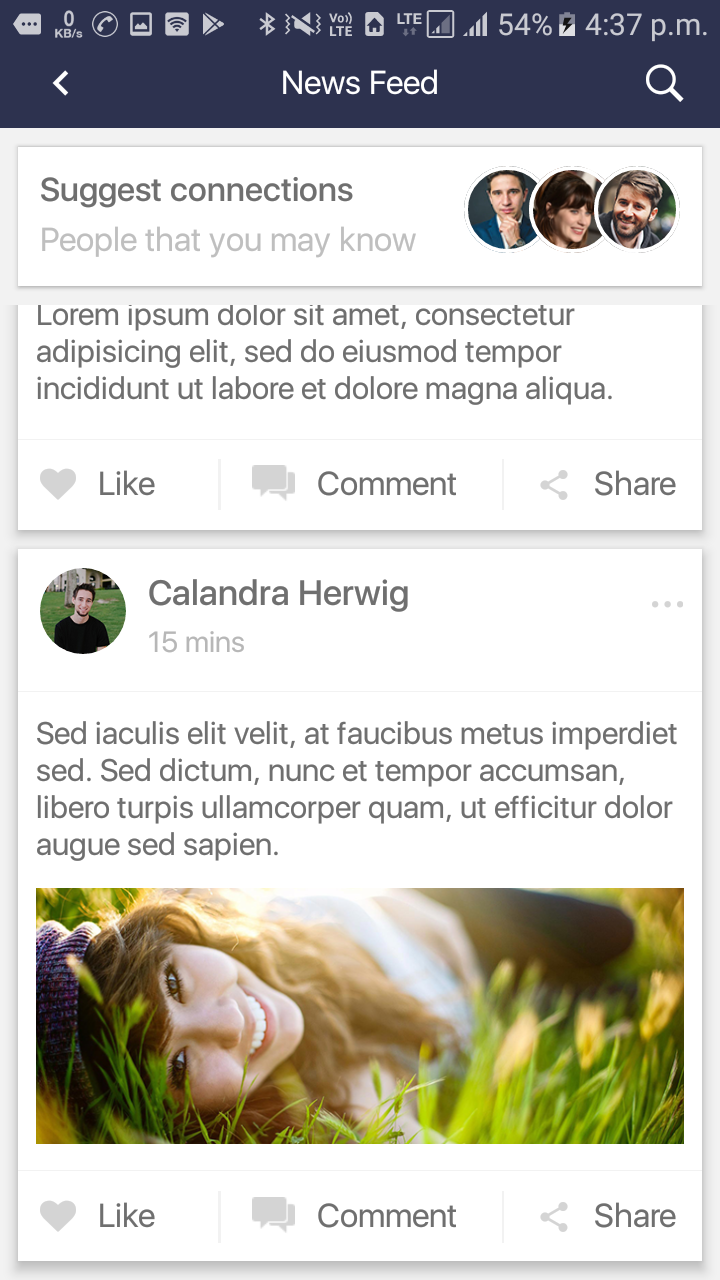 0 KB/s Vo)) LTE LTE 54% 4:37 p.m.
News Feed
Suggest connections
People that you may know
Lorem ipsum dolor sit amet, consectetur
adipisicing elit, sed do eiusmod tempor
incididunt ut labore et dolore magna aliqua.
Like Comment Share
Calandra Herwig
15 mins
Sed iaculis elit velit, at faucibus metus imperdiet
sed. Sed dictum, nunc et tempor accumsan,
libero turpis ullamcorper quam, ut efficitur dolor
augue sed sapien.
Like Comment Share